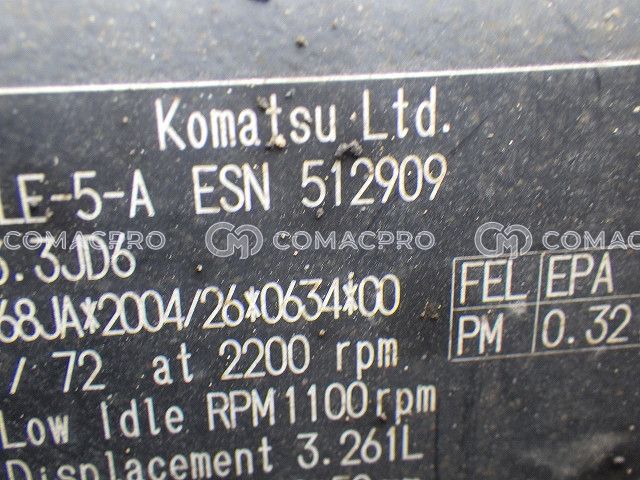 Komatsu Ltd.
LE-5-A ESN 512909
3.3JD6
COMACPRO COMACPRO COMACPRO
68JA*2004/26*0634*00
FEL EPA
PM 0.32
/ 72 at 2200 rpm
Low Idle RPM1100rpm
Displacement 3.261L